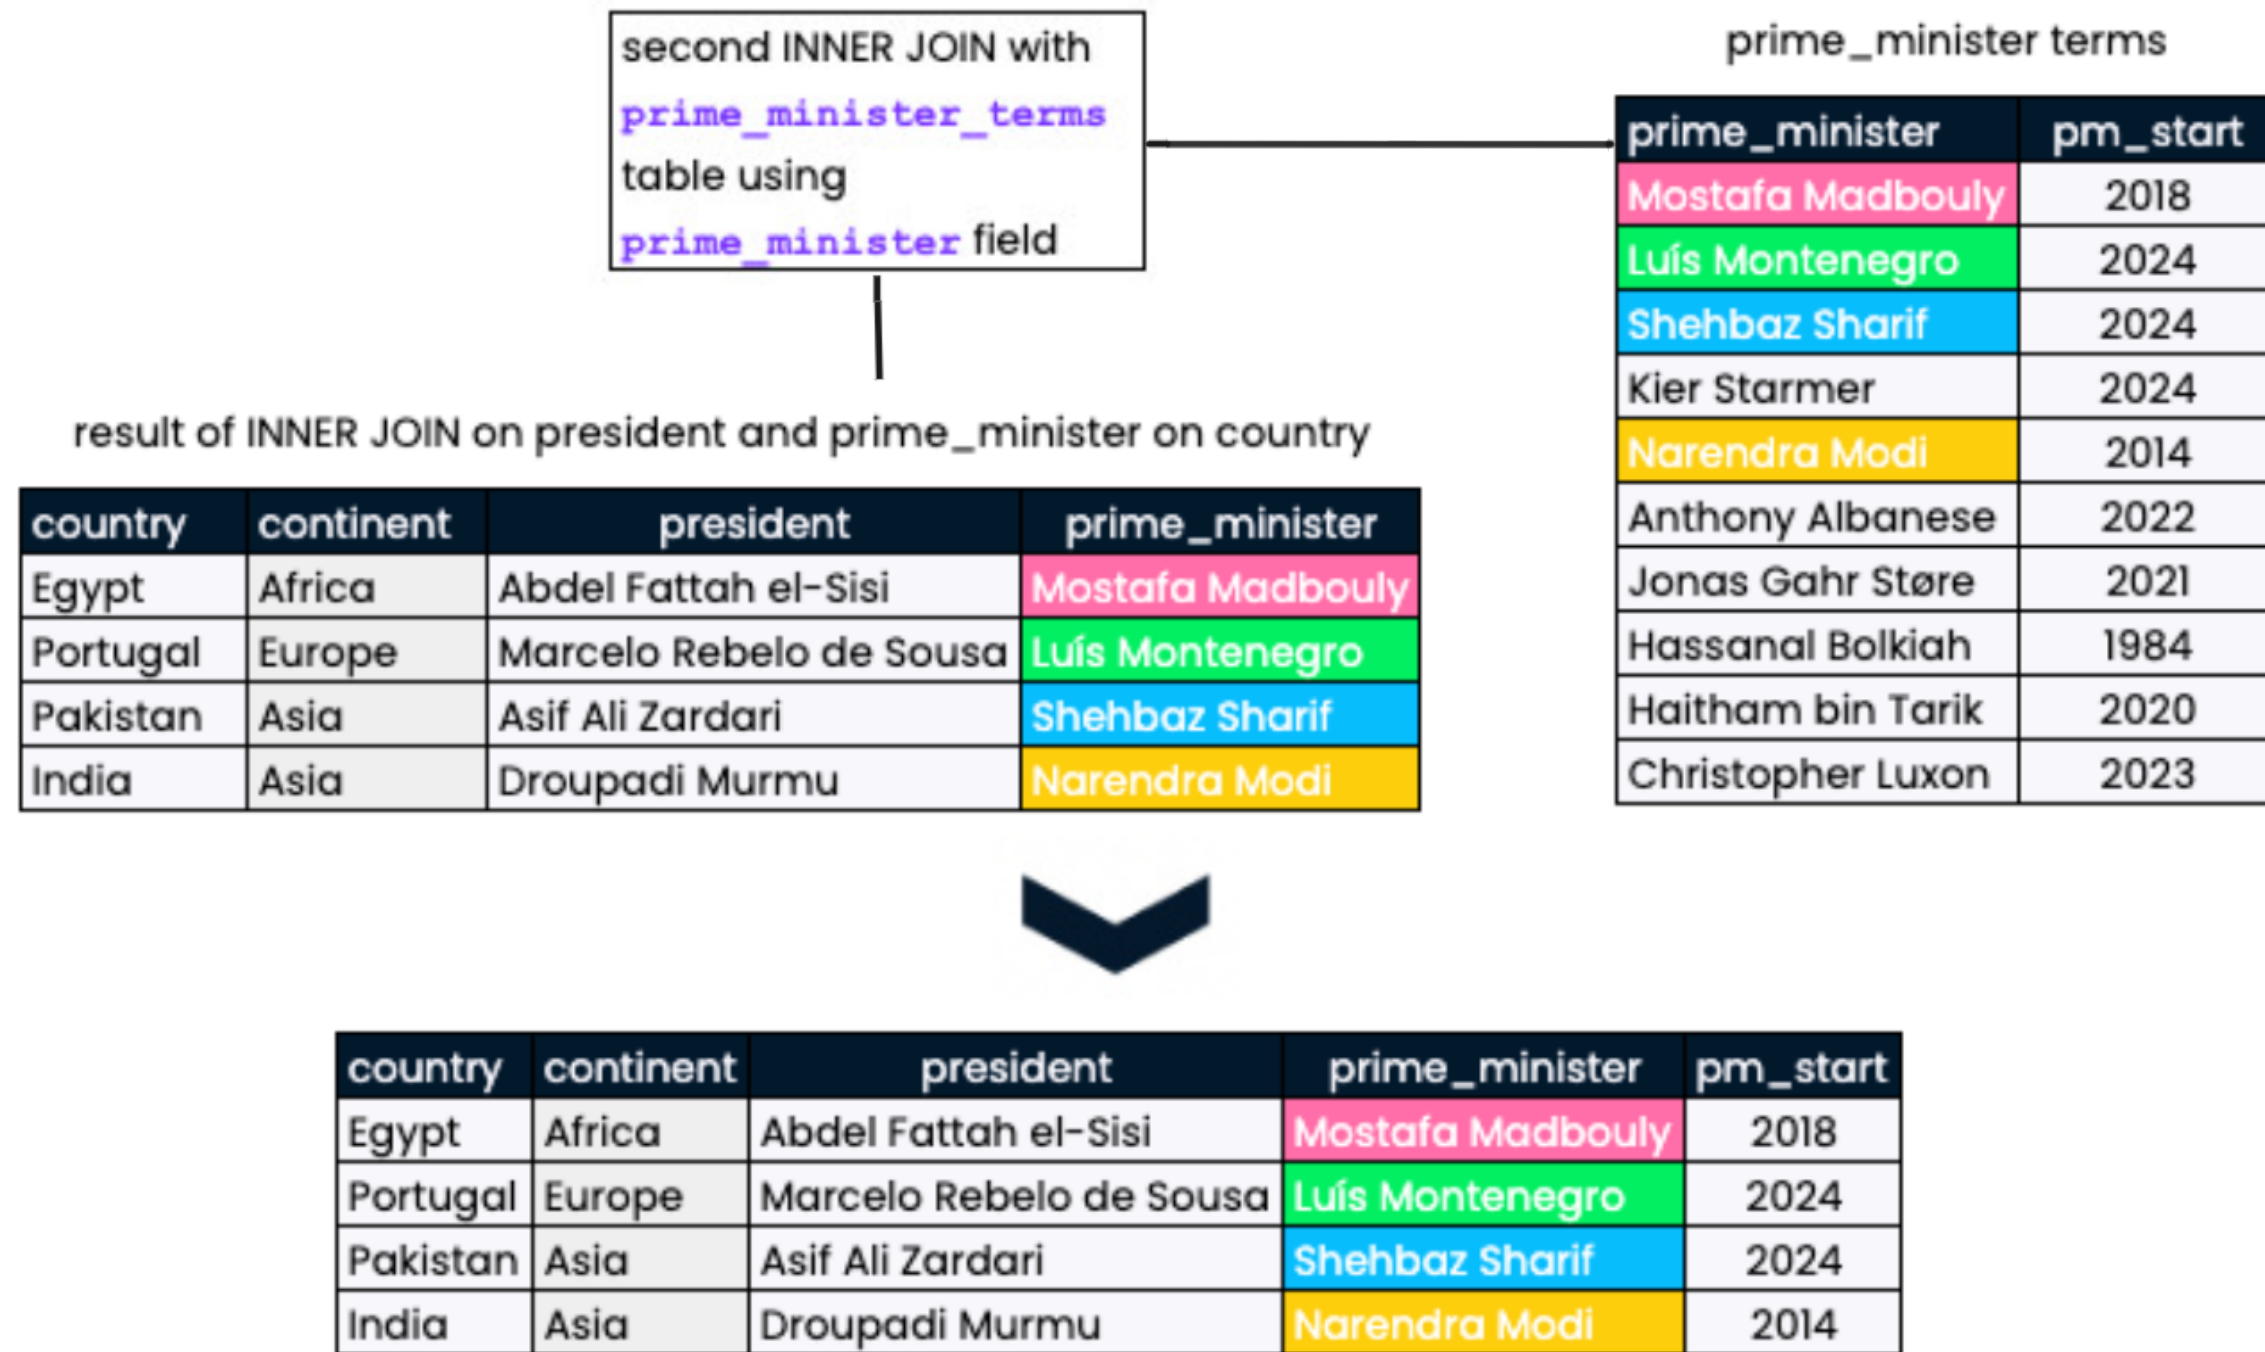 second INNER JOIN with
prime_minister_terms
table using
prime_minister field
prime_minister terms
prime_minister pm_start
Mostafa Madbouly 2018
Luís Montenegro 2024
Shehbaz Sharif 2024
Kier Starmer 2024
Narendra Modi 2014
Anthony Albanese 2022
Jonas Gahr Støre 2021
Hassanal Bolkiah 1984
Haitham bin Tarik 2020
Christopher Luxon 2023
result of INNER JOIN on president and prime_minister on country
country continent president prime_minister
Egypt Africa Abdel Fattah el-Sisi Mostafa Madbouly
Portugal Europe Marcelo Rebelo de Sousa Luís Montenegro
Pakistan Asia Asif Ali Zardari Shehbaz Sharif
India Asia Droupadi Murmu Narendra Modi
country continent president prime_minister pm_start
Egypt Africa Abdel Fattah el-Sisi Mostafa Madbouly 2018
Portugal Europe Marcelo Rebelo de Sousa Luís Montenegro 2024
Pakistan Asia Asif Ali Zardari Shehbaz Sharif 2024
India Asia Droupadi Murmu Narendra Modi 2014